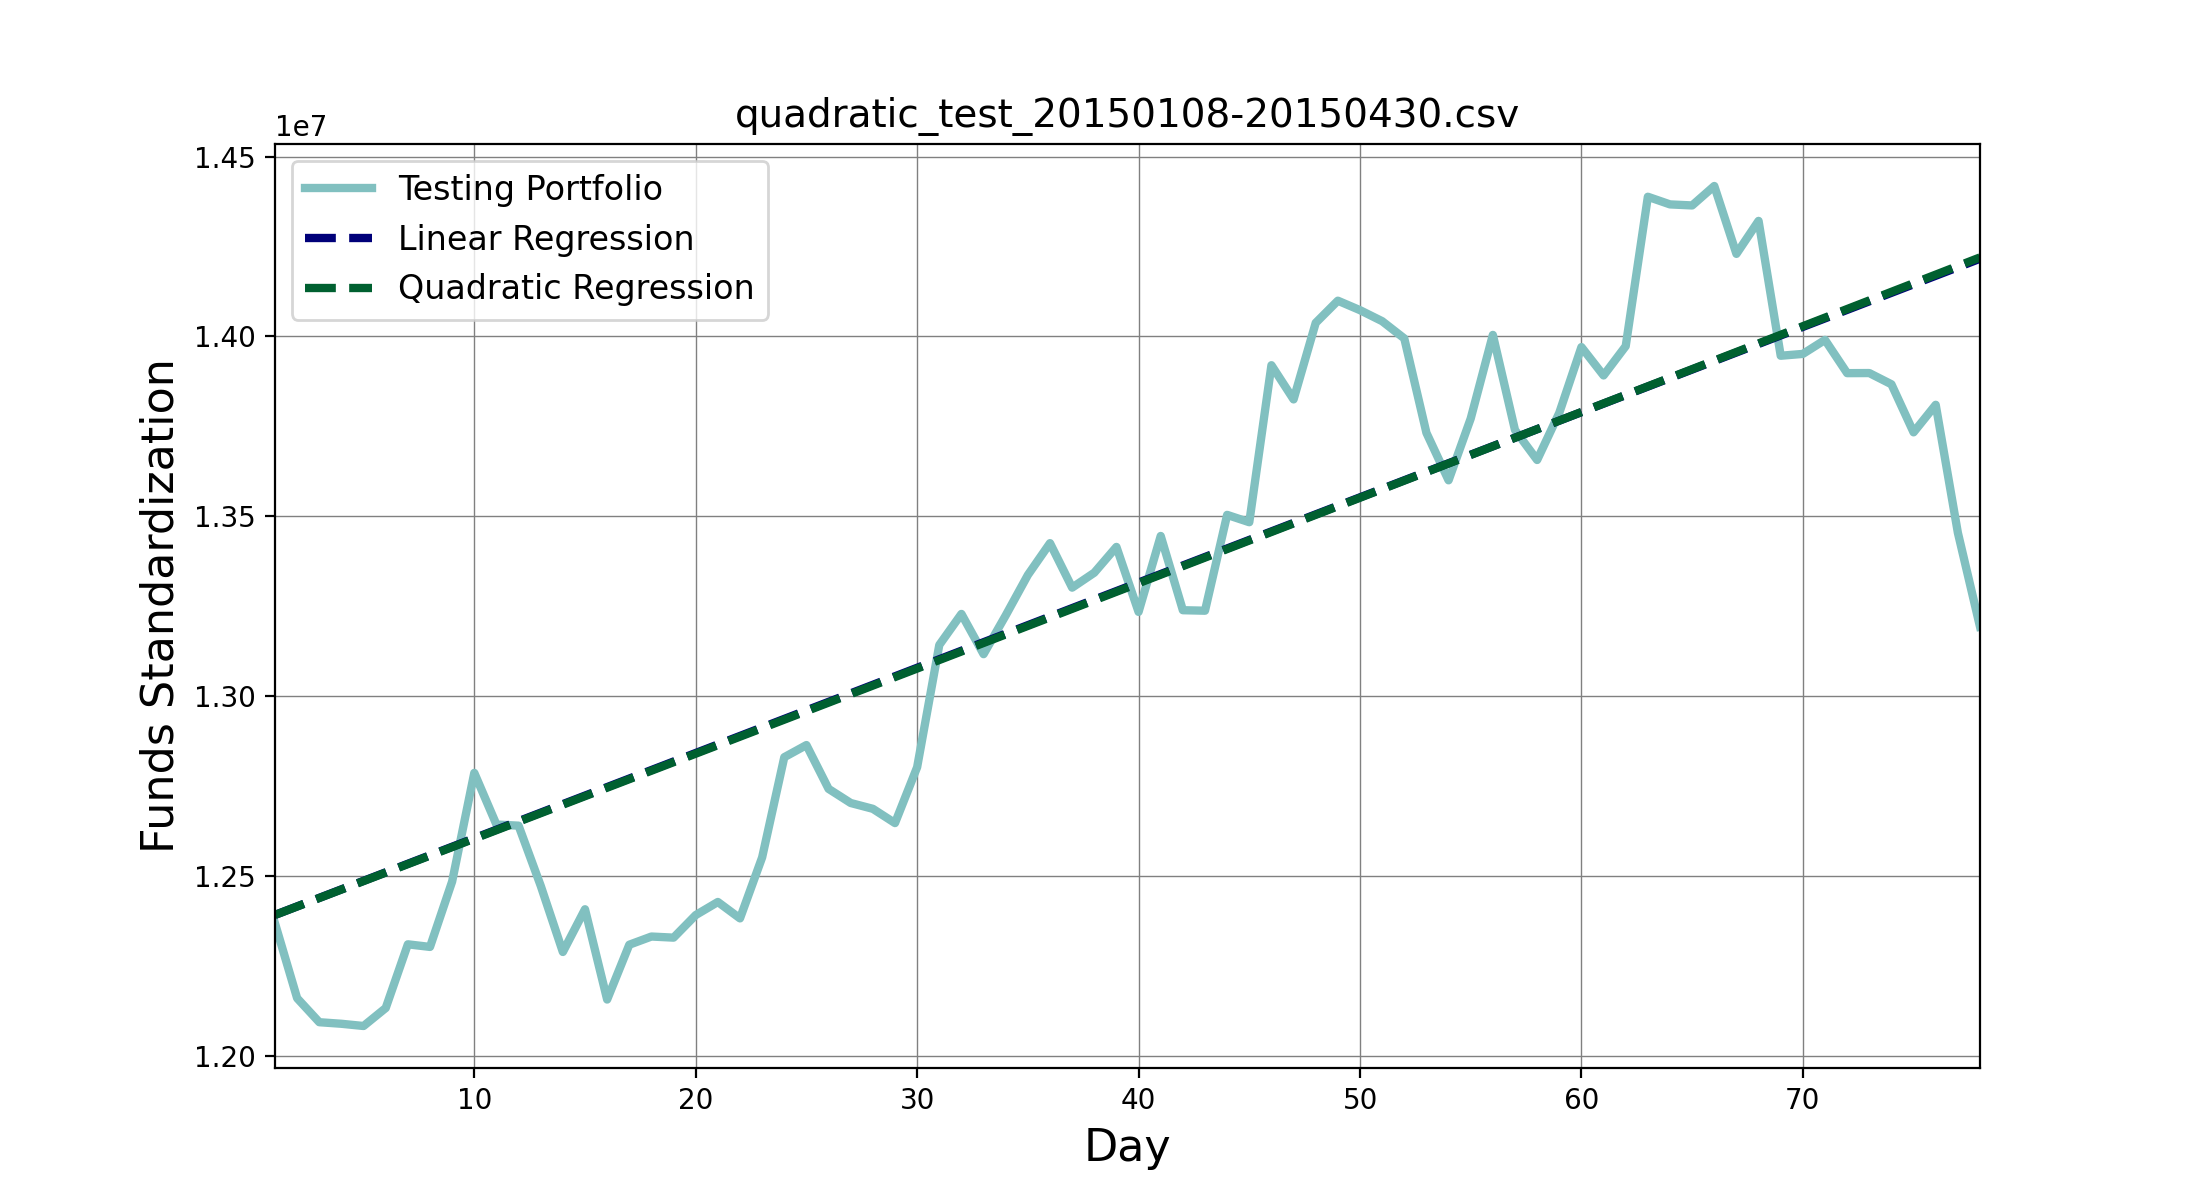 quadratic_test_20150108-20150430.csv
1e7
Testing Portfolio
Linear Regression
Quadratic Regression
1.45
1.40
1.35
1.30
1.25
1.20
Funds Standardization
10 20 30 40 50 60 70
Day